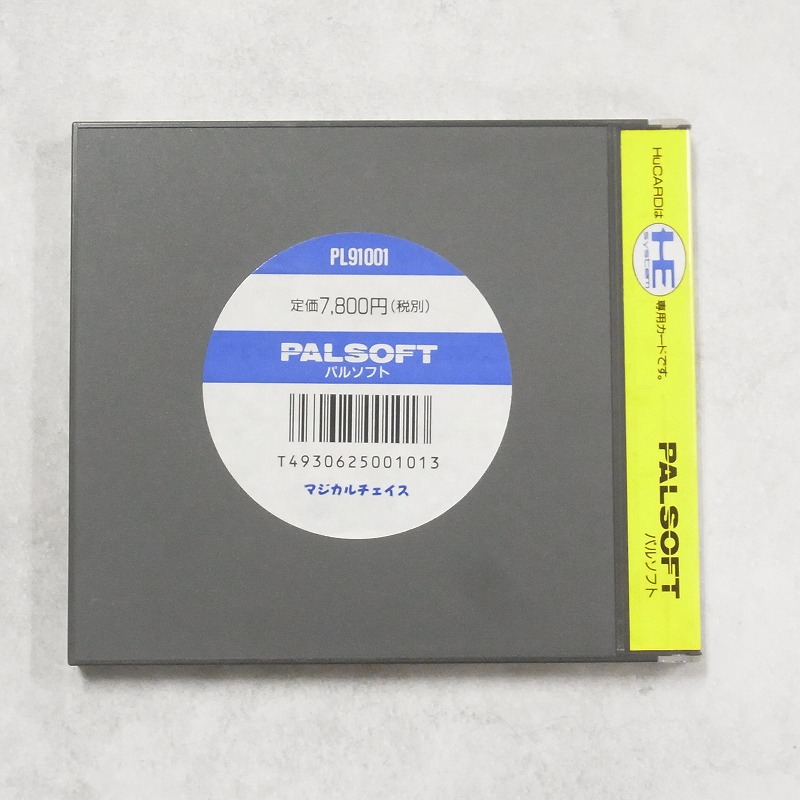 PL91001
定価7,800円(税別)
PALSOFT
パルソフト
T4930625001013
マジカルチェイス
HuCARDは
HE
system
専用カードです。
PALSOFT
パルソフト